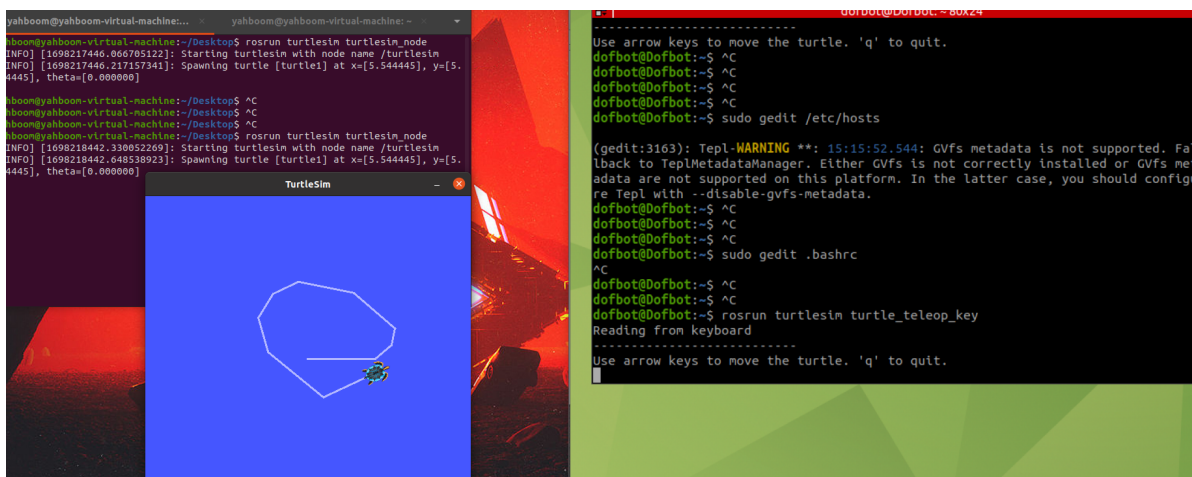 yahboom@yahboom-virtual-machine:... × yahboom@yahboom-virtual-machine: ~ ×
hboom@yahboom-virtual-machine:~/Desktop$ rosrun turtlesim turtlesim_node
INFO] [1698217446.066705122]: Starting turtlesim with node name /turtlesim
INFO] [1698217446.217157341]: Spawning turtle [turtle1] at x=[5.544445], y=[5.
4445], theta=[0.000000]
hboom@yahboom-virtual-machine:~/Desktop$ ^C
hboom@yahboom-virtual-machine:~/Desktop$ ^C
hboom@yahboom-virtual-machine:~/Desktop$ ^C
hboom@yahboom-virtual-machine:~/Desktop$ rosrun turtlesim turtlesim_node
INFO] [1698218442.330052269]: Starting turtlesim with node name /turtlesim
INFO] [1698218442.648538923]: Spawning turtle [turtle1] at x=[5.544445], y=[5.
4445], theta=[0.000000]
TurtleSim
dofbot@Dofbot: ~ 80x24
---------------------------
Use arrow keys to move the turtle. 'q' to quit.
dofbot@Dofbot:~$ ^C
dofbot@Dofbot:~$ ^C
dofbot@Dofbot:~$ ^C
dofbot@Dofbot:~$ ^C
dofbot@Dofbot:~$ sudo gedit /etc/hosts
(gedit:3163): Tepl-WARNING **: 15:15:52.544: GVfs metadata is not supported. Fal
lback to TeplMetadataManager. Either GVfs is not correctly installed or GVfs met
adata are not supported on this platform. In the latter case, you should configu
re Tepl with --disable-gvfs-metadata.
dofbot@Dofbot:~$ ^C
dofbot@Dofbot:~$ ^C
dofbot@Dofbot:~$ ^C
dofbot@Dofbot:~$ sudo gedit .bashrc
^C
dofbot@Dofbot:~$ ^C
dofbot@Dofbot:~$ ^C
dofbot@Dofbot:~$ rosrun turtlesim turtle_teleop_key
Reading from keyboard
---------------------------
Use arrow keys to move the turtle. 'q' to quit.